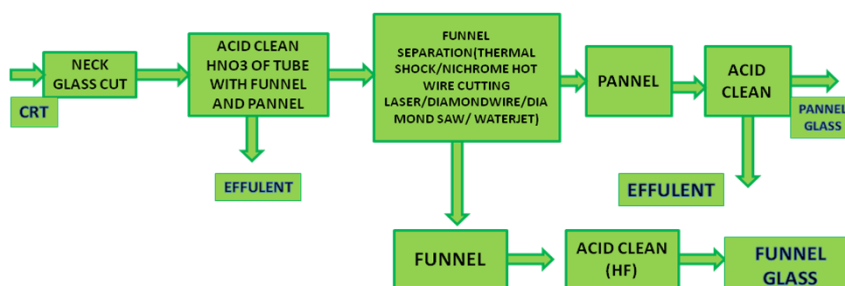 NECK
GLASS CUT
CRT
ACID CLEAN
HNO3 OF TUBE
WITH FUNNEL
AND PANNEL
EFFULENT
FUNNEL
SEPARATION(THERMAL
SHOCK/NICHROME HOT
WIRE CUTTING
LASER/DIAMONDWIRE/DIA
MOND SAW/ WATERJET)
PANNEL
ACID
CLEAN
PANNEL
GLASS
EFFULENT
FUNNEL
ACID CLEAN
(HF)
FUNNEL
GLASS